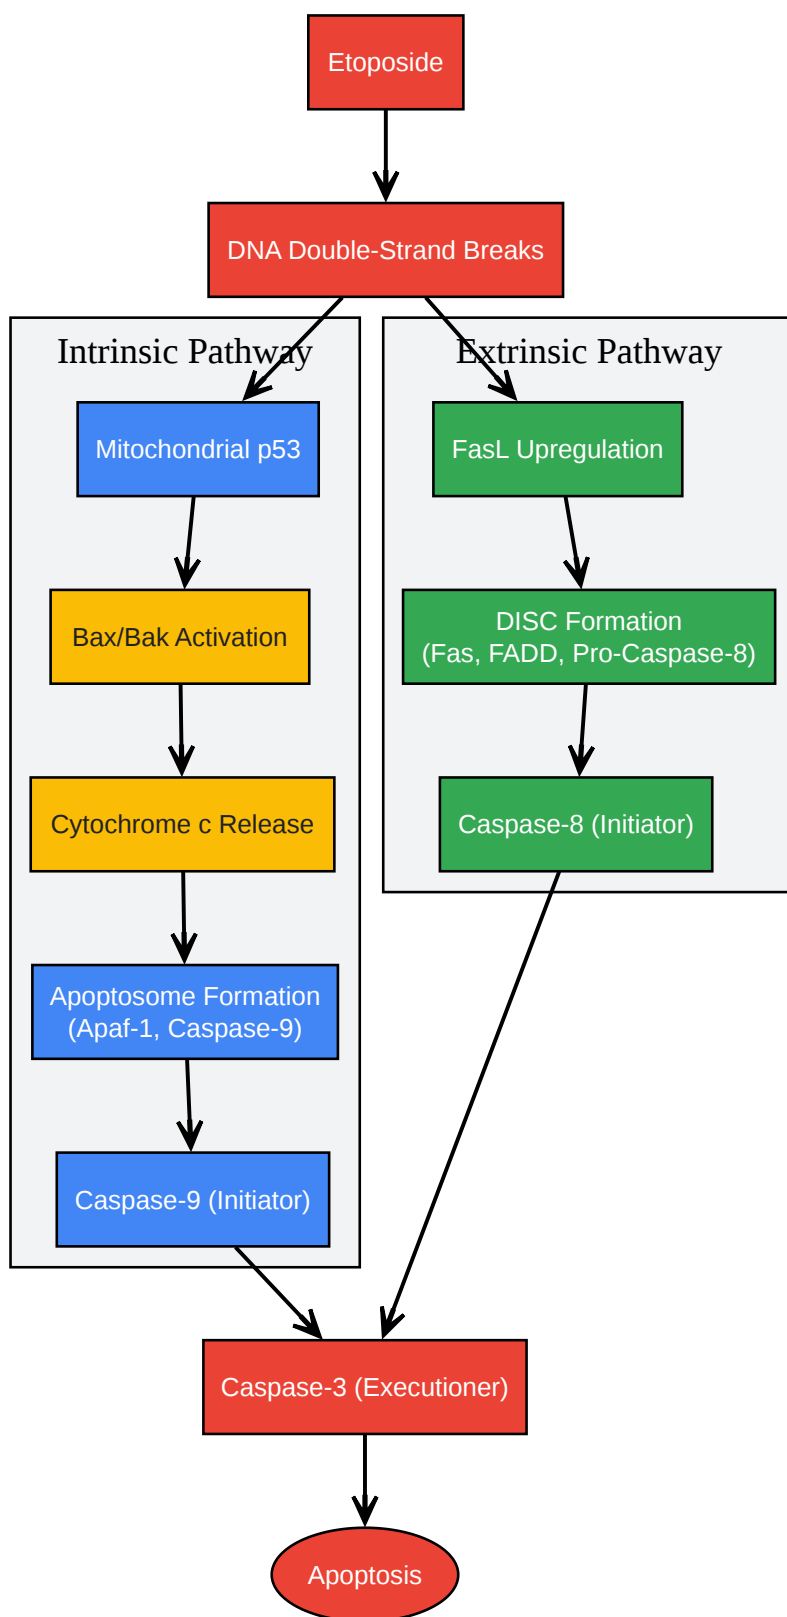 Etoposide
DNA Double-Strand Breaks
Intrinsic Pathway
Mitochondrial p53
Bax/Bak Activation
Cytochrome c Release
Apoptosome Formation
(Apaf-1, Caspase-9)
Caspase-9 (Initiator)
Extrinsic Pathway
FasL Upregulation
DISC Formation
(Fas, FADD, Pro-Caspase-8)
Caspase-8 (Initiator)
Caspase-3 (Executioner)
Apoptosis